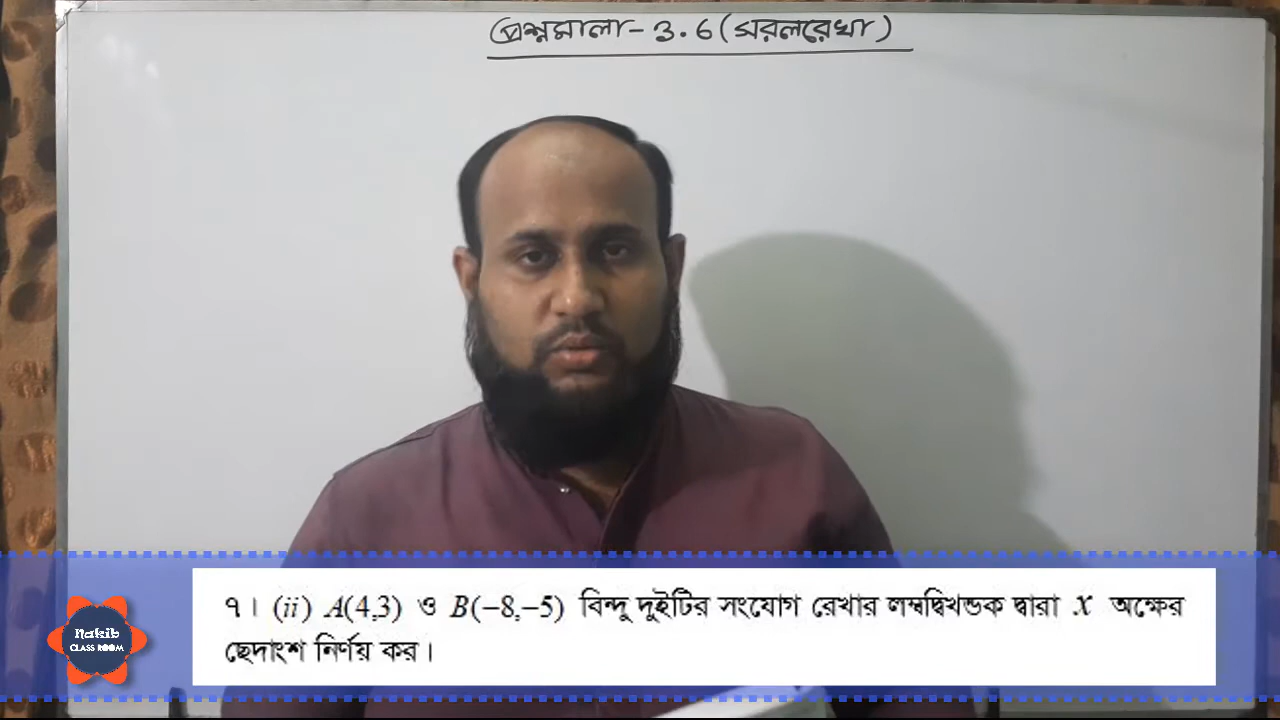 প্রশ্নমালা - 3.6 (সরলরেখা)
৭। (ii) A(4,3) ও B(−8,−5) বিন্দু দুইটির সংযোগ রেখার লম্বদ্বিখন্ডক দ্বারা x অক্ষের
ছেদাংশ নির্ণয় কর।
Nakib
CLASS ROOM